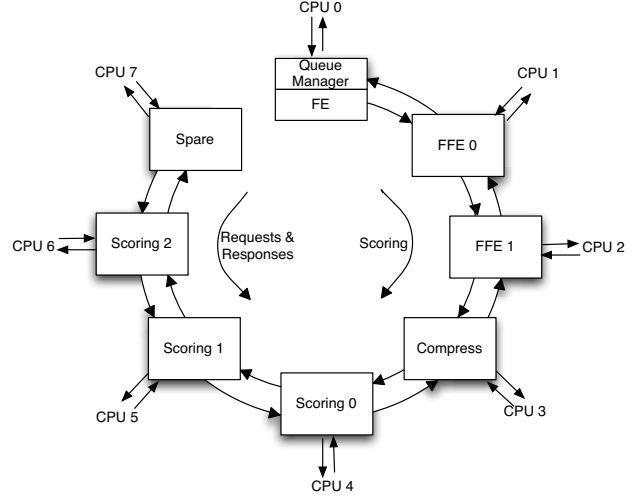 CPU 0
Queue
Manager
FE
CPU 7
CPU 1
Spare
FFE 0
CPU 6
Scoring 2
Requests &
Responses
Scoring
FFE 1
CPU 2
Scoring 1
Compress
CPU 5
Scoring 0
CPU 3
CPU 4